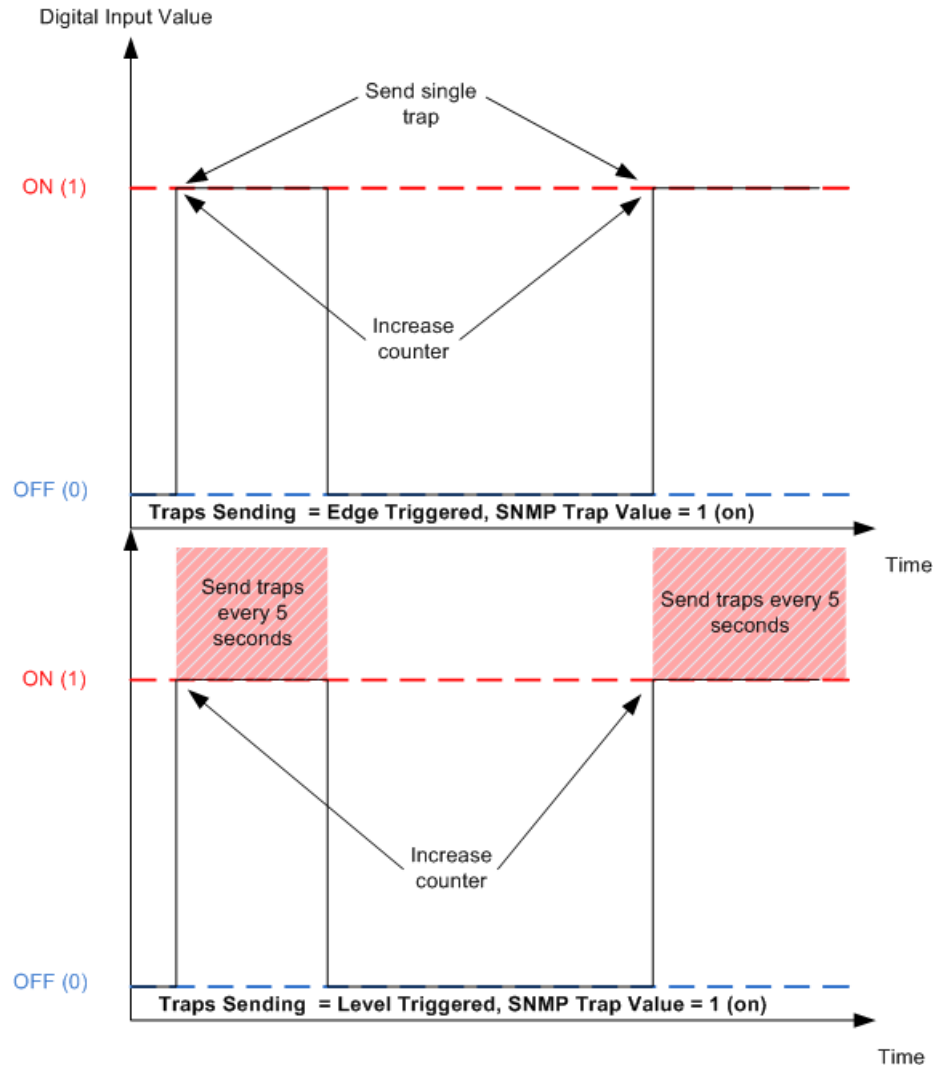 Digital Input Value
Send single
trap
ON (1)
Increase
counter
OFF (0)
Traps Sending = Edge Triggered, SNMP Trap Value = 1 (on)
Time
Send traps
every 5
seconds
Send traps every 5
seconds
ON (1)
Increase
counter
OFF (0)
Traps Sending = Level Triggered, SNMP Trap Value = 1 (on)
Time